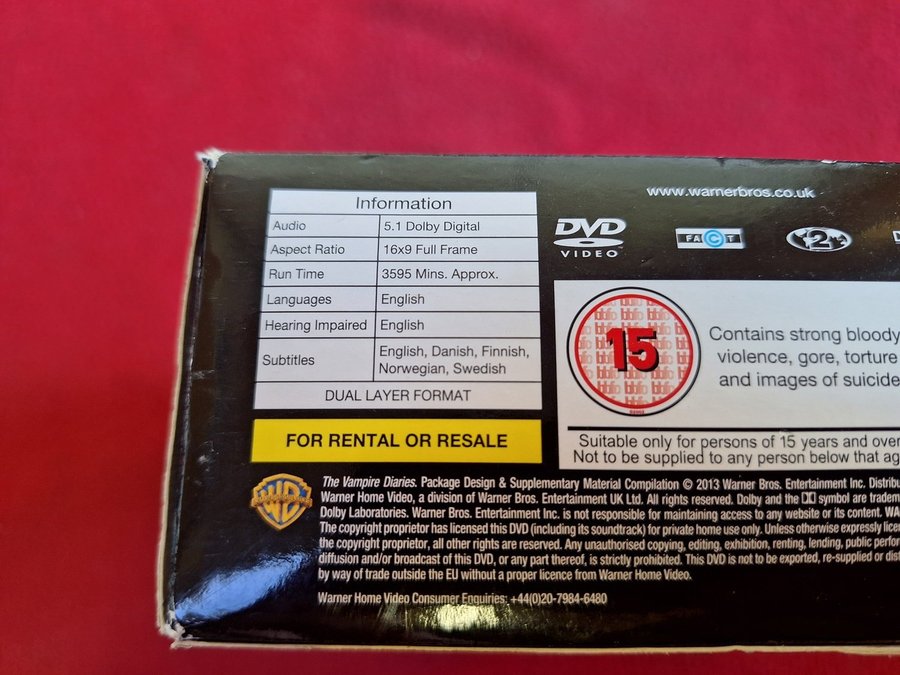 Information
Audio 5.1 Dolby Digital
Aspect Ratio 16x9 Full Frame
Run Time 3595 Mins. Approx.
Languages English
Hearing Impaired English
Subtitles English, Danish, Finnish,
Norwegian, Swedish
DUAL LAYER FORMAT
FOR RENTAL OR RESALE
www.warnerbros.co.uk
DVD
VIDEO
FACT
2
15
Contains strong bloody
violence, gore, torture
and images of suicide
Suitable only for persons of 15 years and over
Not to be supplied to any person below that ag
The Vampire Diaries. Package Design & Supplementary Material Compilation © 2013 Warner Bros. Entertainment Inc. Distribu
Warner Home Video, a division of Warner Bros. Entertainment UK Ltd. All rights reserved. Dolby and the symbol are tradem
Dolby Laboratories. Warner Bros. Entertainment Inc. is not responsible for maintaining access to any website or its content. WA
The copyright proprietor has licensed this DVD (including its soundtrack) for private home use only. Unless otherwise expressly licen
the copyright proprietor, all other rights are reserved. Any unauthorised copying, editing, exhibition, renting, lending, public perfor
diffusion and/or broadcast of this DVD, or any part thereof, is strictly prohibited. This DVD is not to be exported, re-supplied or dist
by way of trade outside the EU without a proper licence from Warner Home Video.
Warner Home Video Consumer Enquiries: +44(0)20-7984-6480